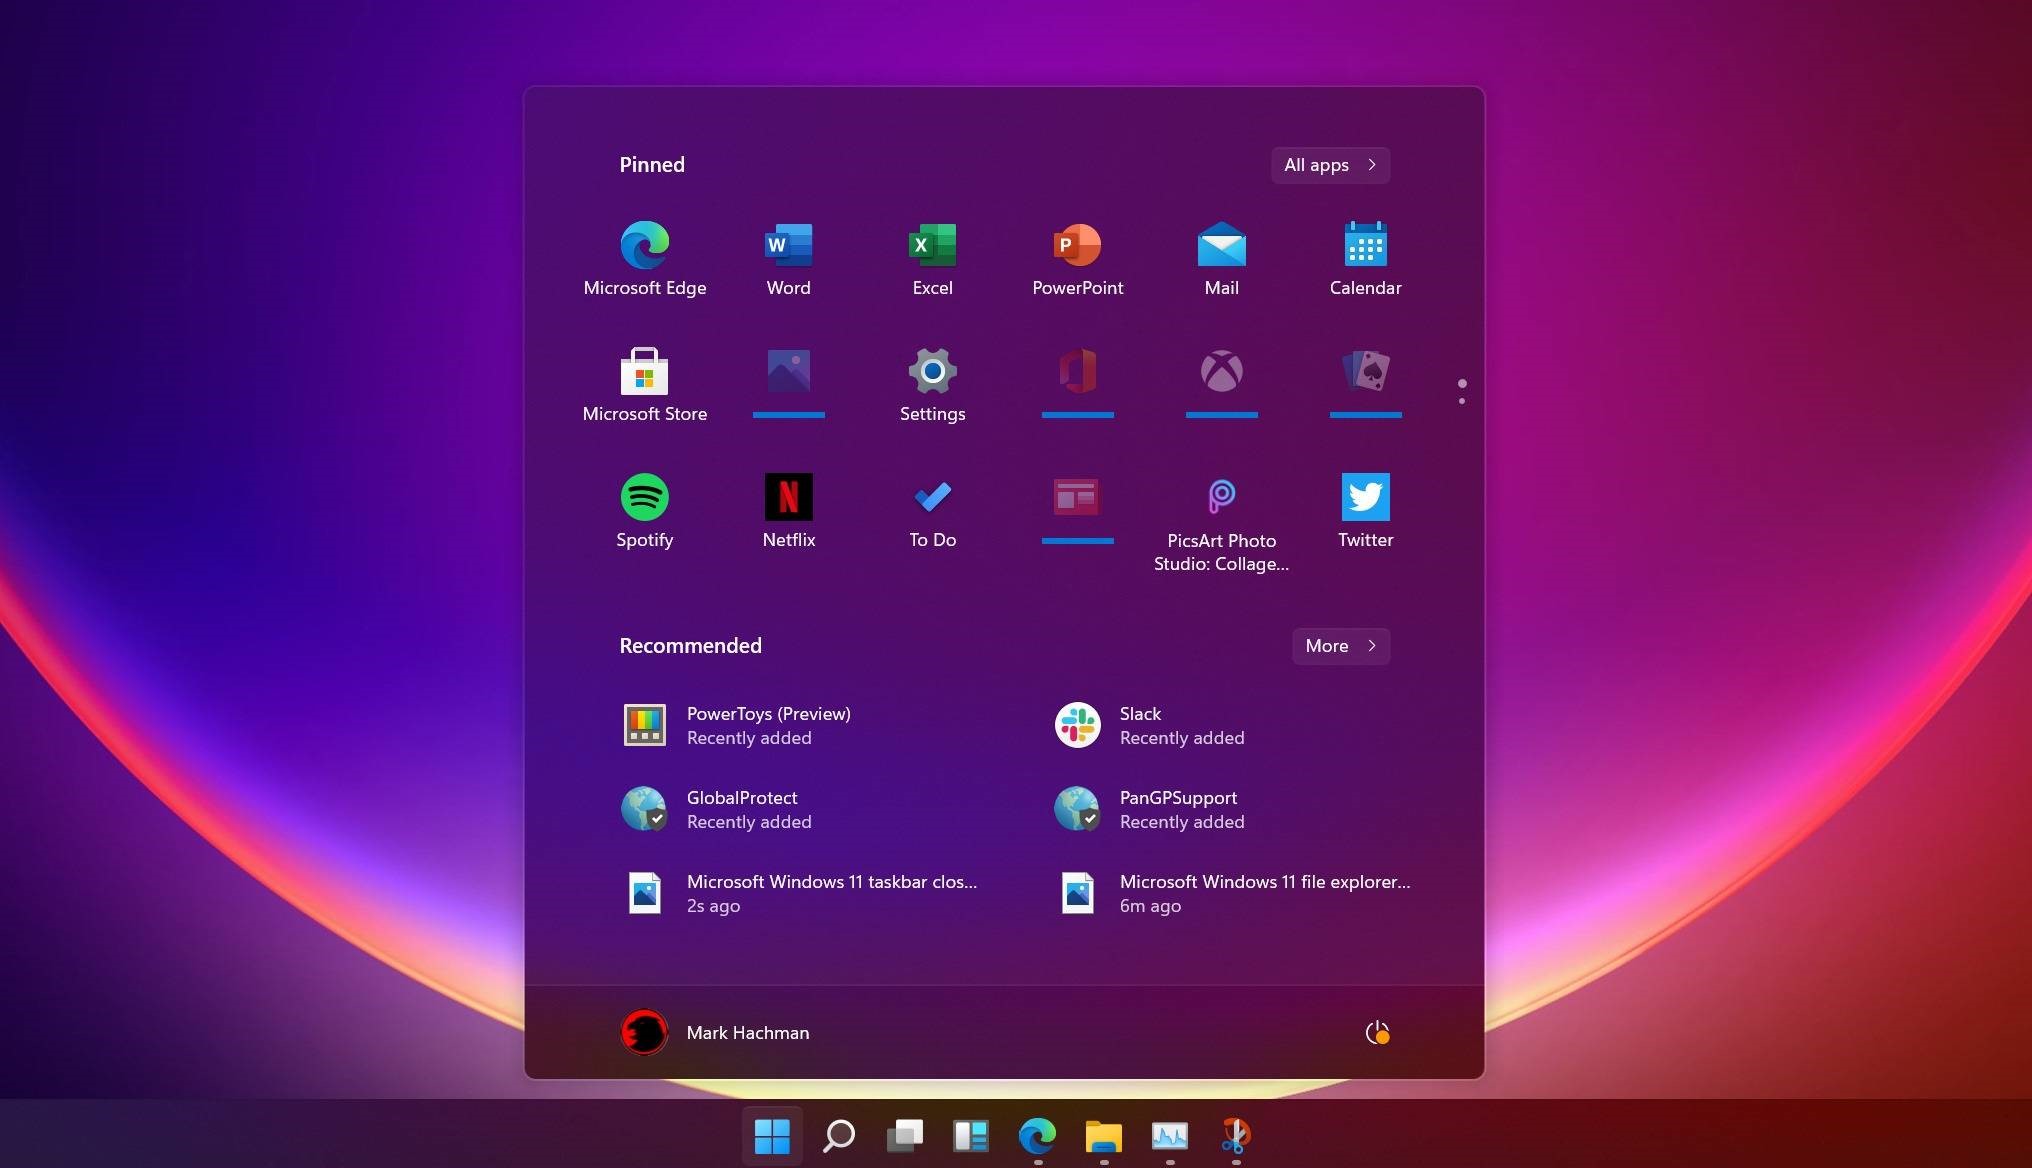 Pinned
All apps
Microsoft Edge
Word
Excel
PowerPoint
Mail
Calendar
Microsoft Store
Settings
Spotify
Netflix
To Do
PicsArt Photo
Studio: Collage...
Twitter
Recommended
More
PowerToys (Preview)
Recently added
Slack
Recently added
GlobalProtect
Recently added
PanGPSupport
Recently added
Microsoft Windows 11 taskbar clos...
2s ago
Microsoft Windows 11 file explorer...
6m ago
Mark Hachman